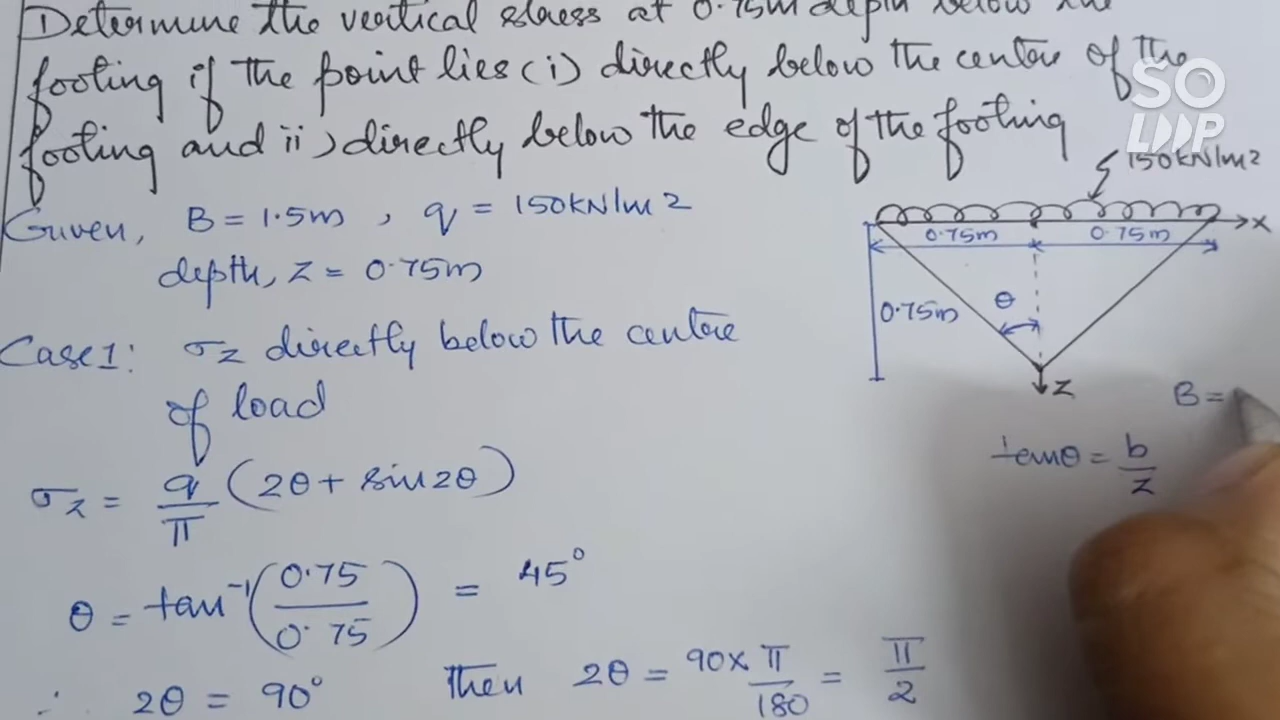 Determine the vertical stress at 0.75m depth below the
footing if the point lies (i) directly below the centre of the
footing and ii) directly below the edge of the footing
SO
LOOP
150KN/m2
Given, B = 1.5m , q = 150KN/m2
depth, z = 0.75m
x
0.75m 0.75m
θ
0.75m
z
Case1: σz directly below the centre
of load
B =
tanθ = b/z
σz = q/π (2θ + sin2θ)
θ = tan⁻¹(0.75/0.75) = 45°
∴ 2θ = 90° Then 2θ = 90 × π/180 = π/2